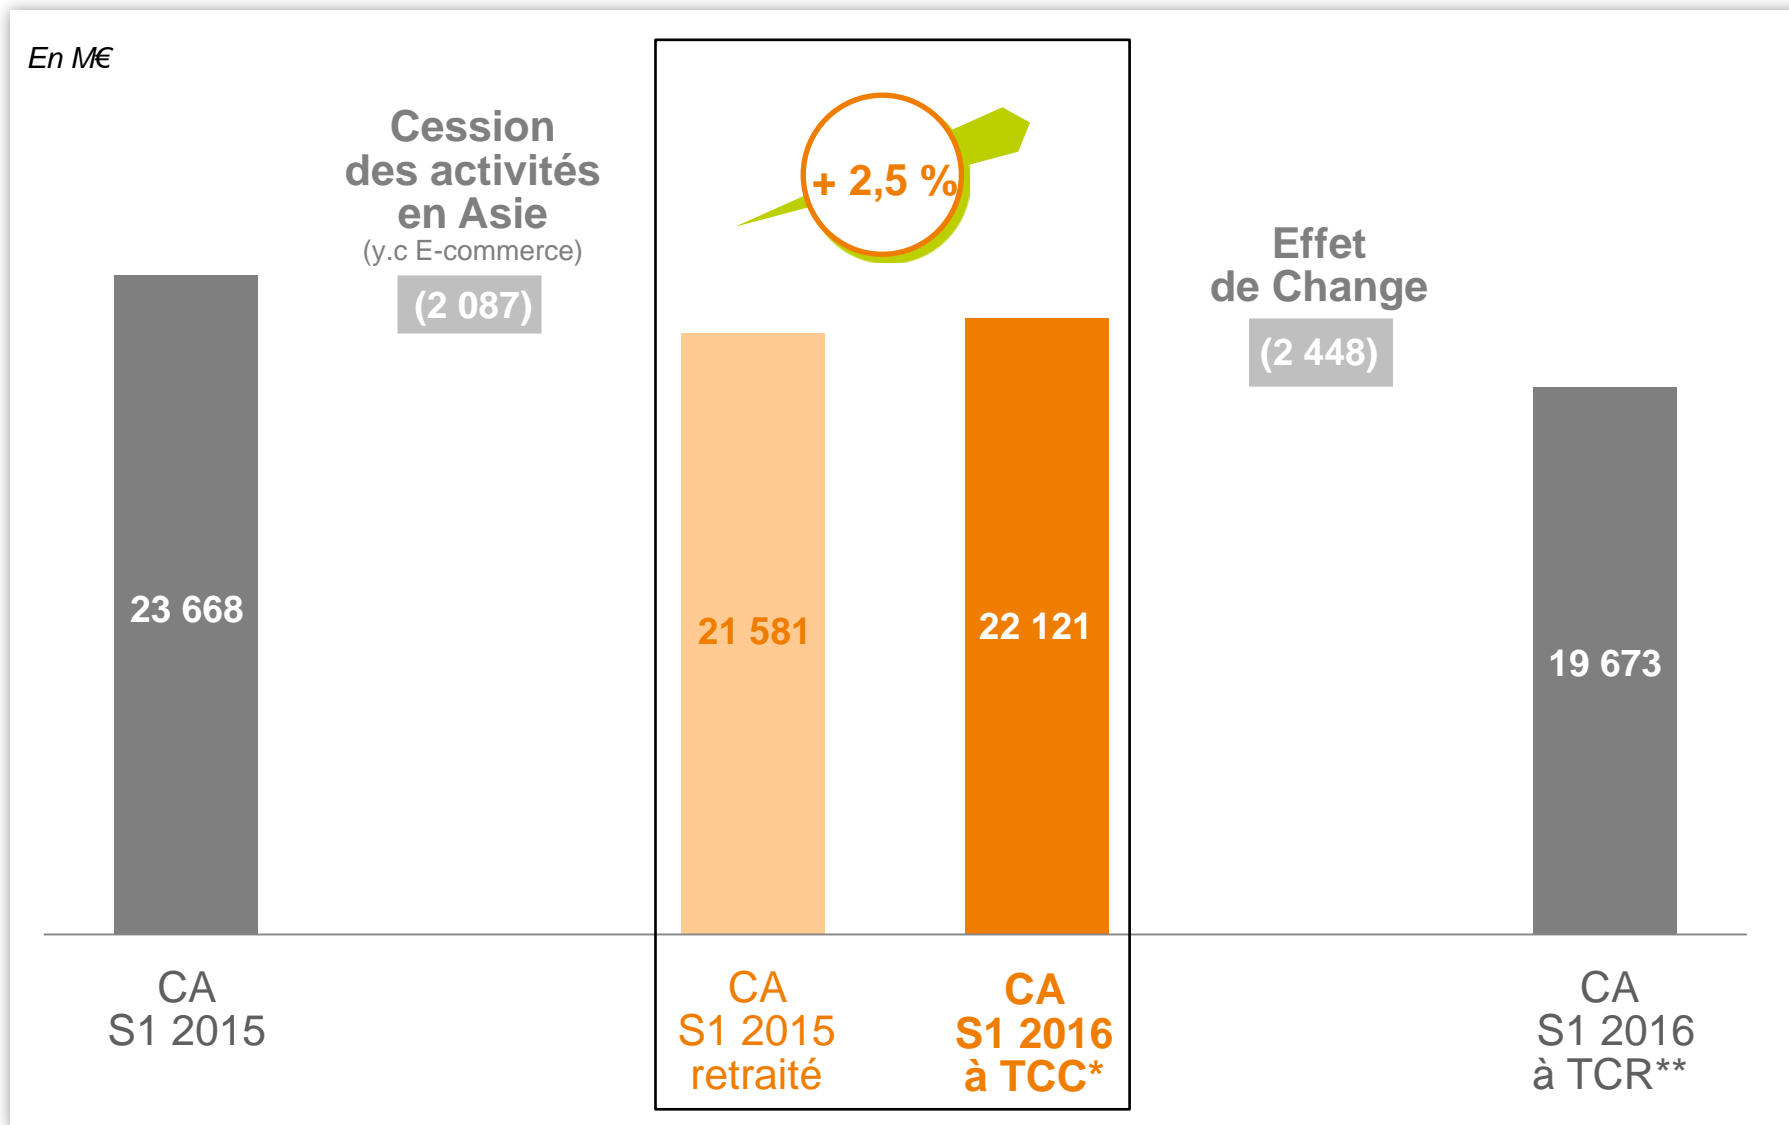 En M€
Cession
des activités
en Asie
(y.c E-commerce)
(2 087)
+ 2,5 %
Effet
de Change
(2 448)
23 668
21 581
22 121
19 673
CA
S1 2015
CA
S1 2015
retraité
CA
S1 2016
à TCC*
CA
S1 2016
à TCR**